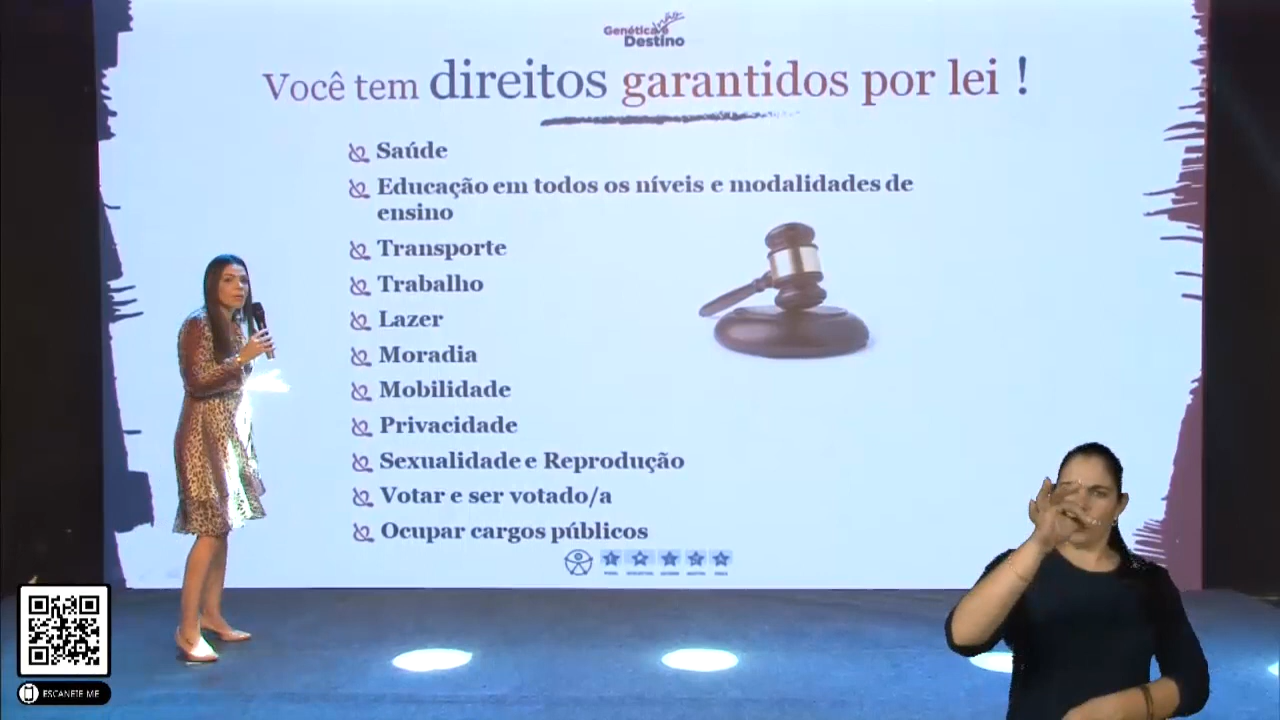 Genética não é
Destino
Você tem direitos garantidos por lei !
Saúde
Educação em todos os níveis e modalidades de
ensino
Transporte
Trabalho
Lazer
Moradia
Mobilidade
Privacidade
Sexualidade e Reprodução
Votar e ser votado/a
Ocupar cargos públicos
ESCANEIE ME